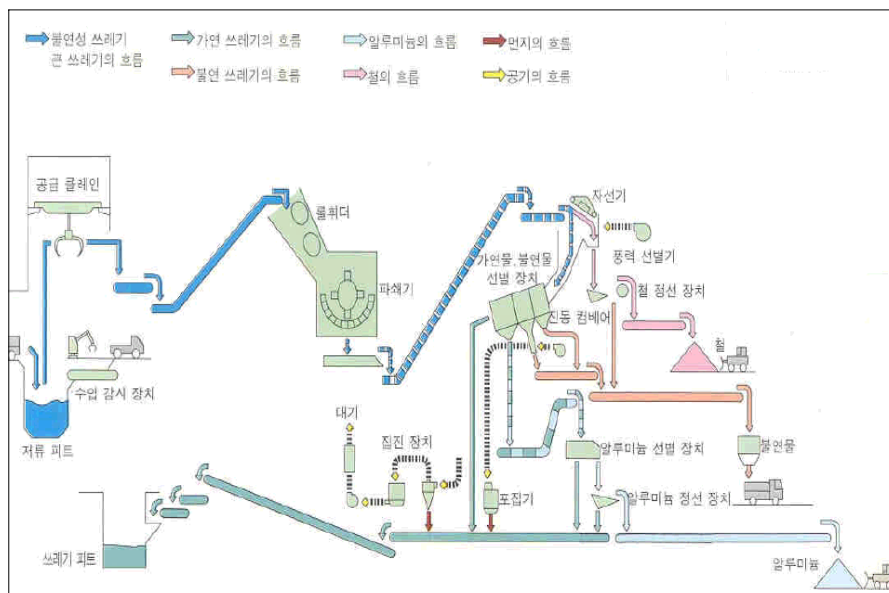 불연성 쓰레기
큰 쓰레기의 흐름
가연 쓰레기의 흐름
알루미늄의 흐름
먼지의 흐름
불연 쓰레기의 흐름
철의 흐름
공기의 흐름
공급 클레인
룰휘더
자선기
가연물,불연물
선별 장치
풍력 선별기
파쇄기
철 정선 장치
진동 컨베어
철
수입 감시 장치
대기
집진 장치
알루미늄 선별 장치
불연물
저류 피트
포집기
알루미늄 정선 장치
쓰레기 피트
알루미늄